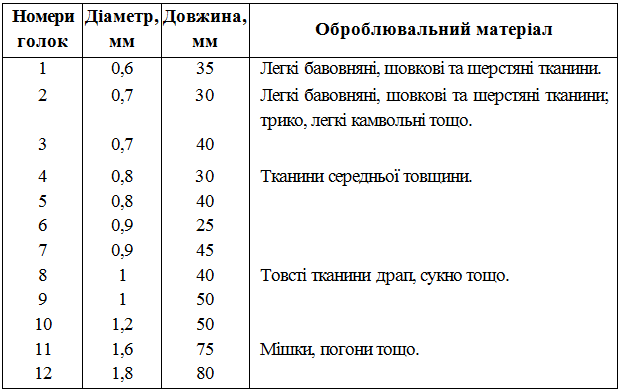 Номери Діаметр, Довжина, Оброблювальний матеріал
голок мм мм
1 0,6 35 Легкі бавовняні, шовкові та шерстяні тканини.
2 0,7 30 Легкі бавовняні, шовкові та шерстяні тканини;
трико, легкі камвольні тощо.
3 0,7 40
4 0,8 30 Тканини середньої товщини.
5 0,8 40
6 0,9 25
7 0,9 45
8 1 40 Товсті тканини драп, сукно тощо.
9 1 50
10 1,2 50
11 1,6 75 Мішки, погони тощо.
12 1,8 80